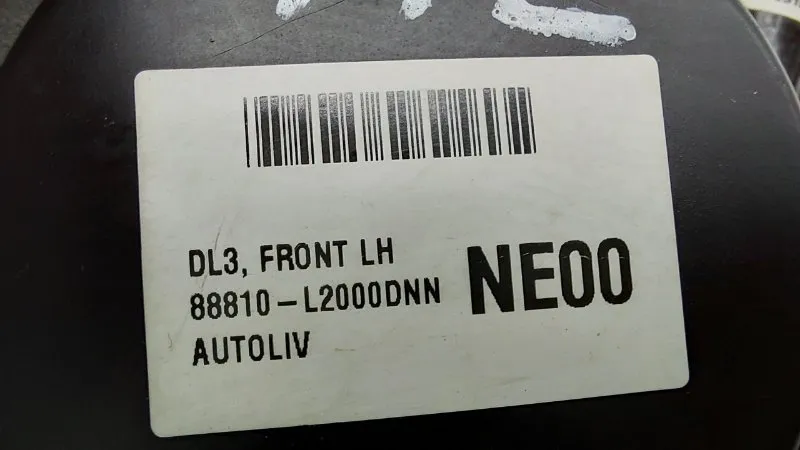 DL3, FRONT LH
88810-L2000DNN
NE00
AUTOLIV